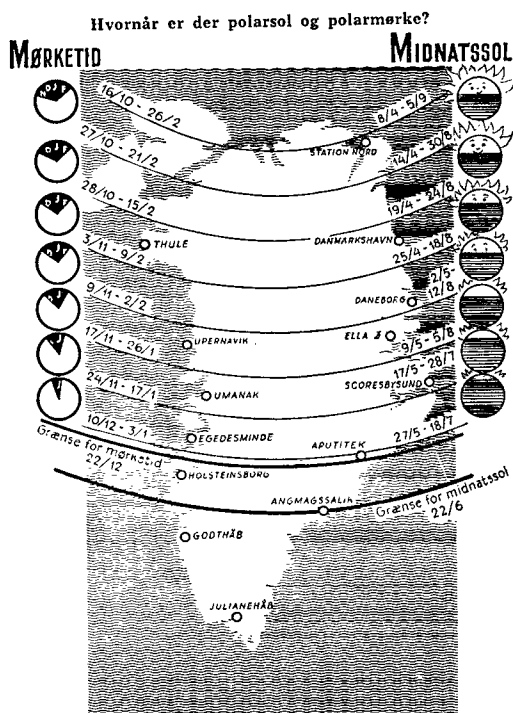 Hvornår er der polarsol og polarmørke?
MØRKETID
MIDNATSSOL
N D J F
16/10 - 26/2
8/4 - 5/9
STATION NORD
27/10 - 21/2
14/4 - 30/8
28/10 - 15/2
19/4 - 24/8
THULE
DANMARKSHAVN
3/11 - 9/2
25/4 - 18/8
DANEBORG
2/5 -
12/8
9/11 - 2/2
UPERNAVIK
ELLA Ø
9/5 - 5/8
17/11 - 26/1
17/5 - 28/7
SCORESBYSUND
UMANAK
24/11 - 17/1
EGEDESMINDE
APUTITEK
27/5 - 18/7
10/12 - 3/1
Grænse for mørketid
22/12
HOLSTEINSBORG
ANGMAGSSALIK
Grænse for midnatssol
22/6
GODTHÅB
JULIANEHÅB